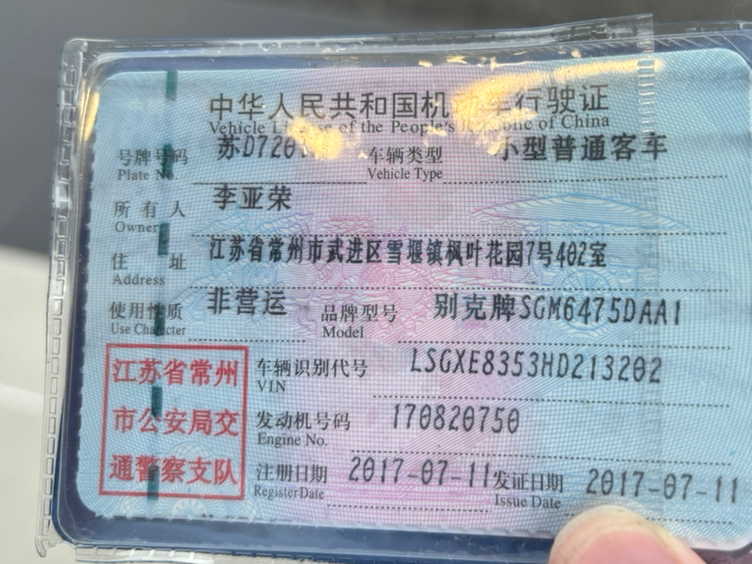 中华人民共和国机 车行驶证
Vehicle License of the People's Republic of China
号牌号码 苏D720 车辆类型 小型普通客车
Plate No. Vehicle Type
所有人 李亚荣
Owner
住址 江苏省常州市武进区雪堰镇枫叶花园7号402室
Address
使用性质 非营运 品牌型号 别克牌SGM6475DAA1
Use Character Model
江苏省常州
市公安局交
通警察支队
车辆识别代号 LSGXE8353HD213202
VIN
发动机号码 170820750
Engine No.
注册日期 2017-07-11 发证日期 2017-07-11
Register Date Issue Date